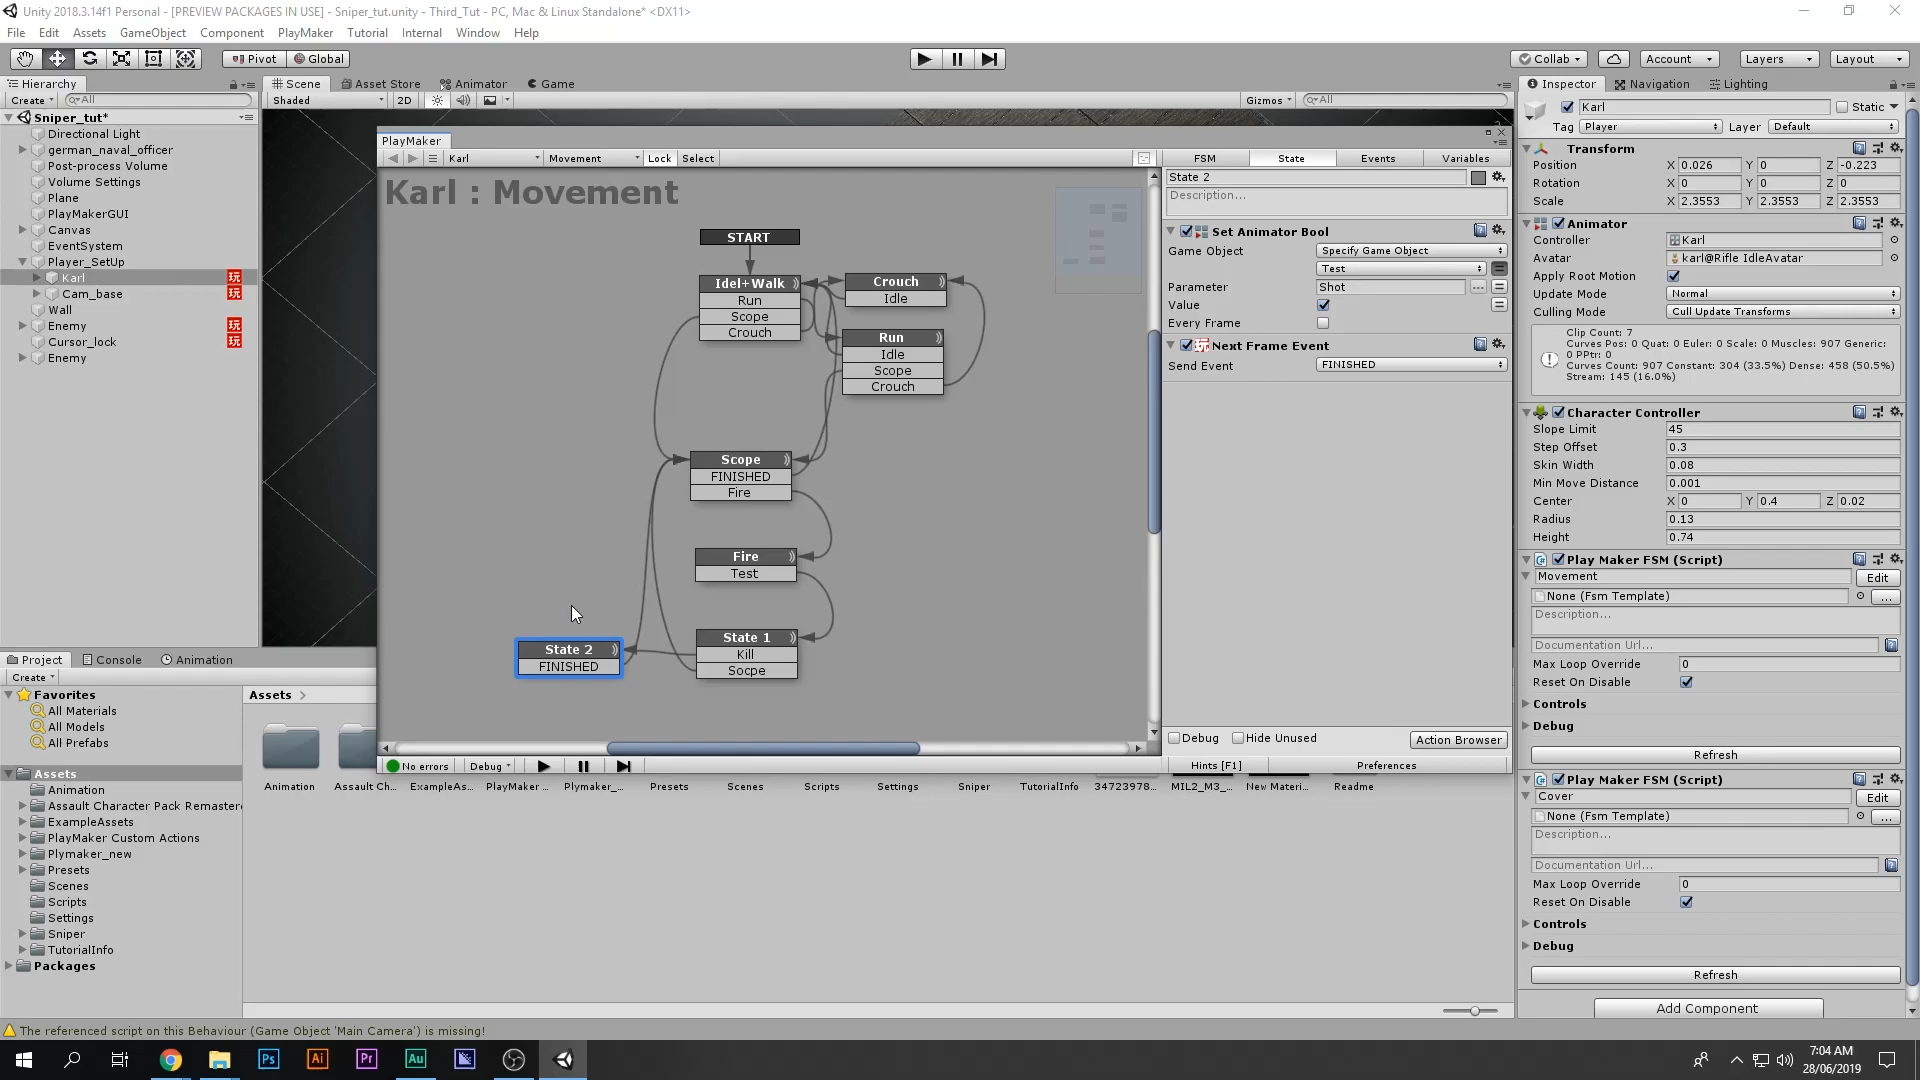 Unity 2018.3.14f1 Personal - [PREVIEW PACKAGES IN USE] - Sniper_tut.unity - Third_Tut - PC, Mac & Linux Standalone* <DX11>
File Edit Assets GameObject Component PlayMaker Tutorial Internal Window Help
Pivot Global Collab Account Layers Layout
Hierarchy
Create All
Sniper_tut*
Directional Light
german_naval_officer
Post-process Volume
Volume Settings
Plane
PlayMakerGUI
Canvas
EventSystem
Player_SetUp
Karl 玩
Cam_base 玩
Wall
Enemy 玩
Cursor_lock 玩
Enemy
Scene Asset Store Animator Game
Shaded 2D Gizmos All
PlayMaker
Karl Movement Lock Select
Karl : Movement
START
Idel+Walk
Run
Scope
Crouch
Crouch
Idle
Run
Idle
Scope
Crouch
Scope
FINISHED
Fire
Fire
Test
State 1
Kill
Socpe
State 2
FINISHED
No errors Debug
FSM State Events Variables
State 2
Description...
Set Animator Bool
Game Object Specify Game Object
Test
Parameter Shot
Value
Every Frame
Next Frame Event
Send Event FINISHED
Debug Hide Unused Action Browser
Hints [F1] Preferences
Inspector Navigation Lighting
Karl Static
Tag Player Layer Default
Transform
Position X 0.026 Y 0 Z -0.223
Rotation X 0 Y 0 Z 0
Scale X 2.3553 Y 2.3553 Z 2.3553
Animator
Controller Karl
Avatar karl@Rifle IdleAvatar
Apply Root Motion
Update Mode Normal
Culling Mode Cull Update Transforms
Clip Count: 7
Curves Pos: 0 Quat: 0 Euler: 0 Scale: 0 Muscles: 907 Generic:
0 PPtr: 0
Curves Count: 907 Constant: 304 (33.5%) Dense: 458 (50.5%)
Stream: 145 (16.0%)
Character Controller
Slope Limit 45
Step Offset 0.3
Skin Width 0.08
Min Move Distance 0.001
Center X 0 Y 0.4 Z 0.02
Radius 0.13
Height 0.74
Play Maker FSM (Script)
Movement Edit
None (Fsm Template) ...
Description...
Documentation Url...
Max Loop Override 0
Reset On Disable
Controls
Debug
Refresh
Play Maker FSM (Script)
Cover Edit
None (Fsm Template) ...
Description...
Documentation Url...
Max Loop Override 0
Reset On Disable
Controls
Debug
Refresh
Add Component
Project Console Animation
Create
Favorites
All Materials
All Models
All Prefabs
Assets
Animation
Assault Character Pack Remastere
ExampleAssets
PlayMaker Custom Actions
Plymaker_new
Presets
Scenes
Scripts
Settings
Sniper
TutorialInfo
Packages
Assets
Animation Assault Ch... ExampleAs... PlayMaker ... Plymaker_... Presets Scenes Scripts Settings Sniper TutorialInfo 34723978... MIL2_M3_... New Materi... Readme
The referenced script on this Behaviour (Game Object 'Main Camera') is missing!
Ps Ai Pr Au
7:04 AM
28/06/2019